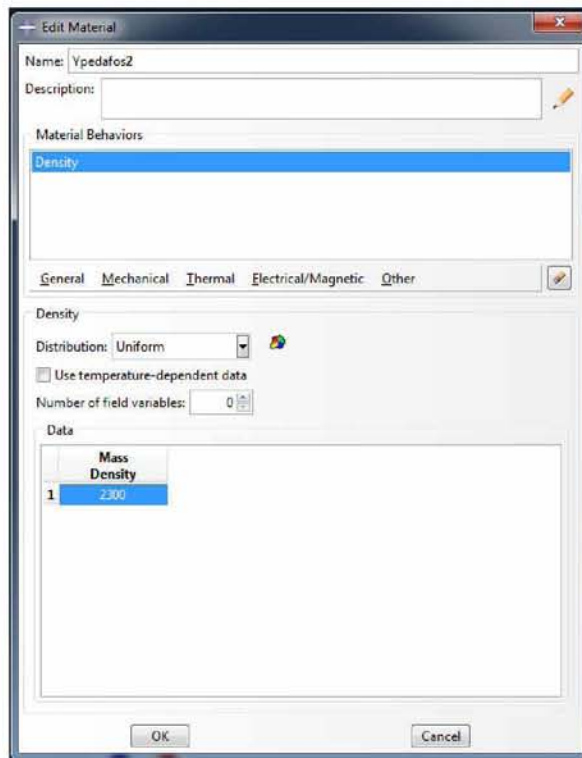 Edit Material
Name: Ypedafos2
Description:
Material Behaviors
Density
General Mechanical Thermal Electrical/Magnetic Other
Density
Distribution: Uniform
Use temperature-dependent data
Number of field variables: 0
Data
Mass
Density
1 2300
OK Cancel